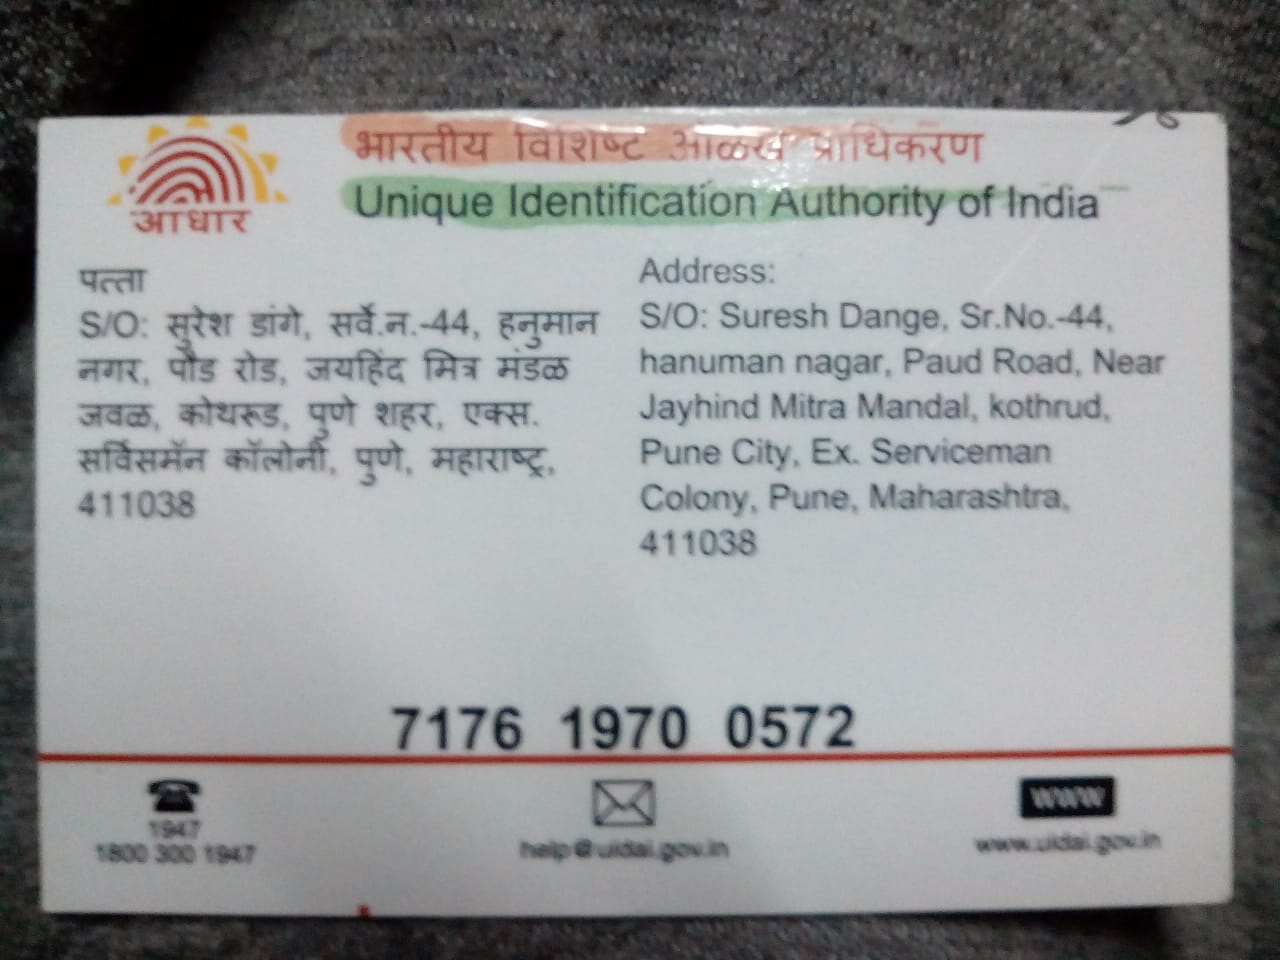 आधार
भारतीय विशिष्ट ओळख प्राधिकरण
Unique Identification Authority of India
पत्ता
S/O: सुरेश डांगे, सर्वे.न.-44, हनुमान
नगर, पौड रोड, जयहिंद मित्र मंडळ
जवळ, कोथरूड, पुणे शहर, एक्स.
सर्विसमॅन कॉलोनी, पुणे, महाराष्ट्र,
411038
Address:
S/O: Suresh Dange, Sr.No.-44,
hanuman nagar, Paud Road, Near
Jayhind Mitra Mandal, kothrud,
Pune City, Ex. Serviceman
Colony, Pune, Maharashtra,
411038
7176 1970 0572
1947
1800 300 1947
help@uidai.gov.in
WWW
www.uidai.gov.in